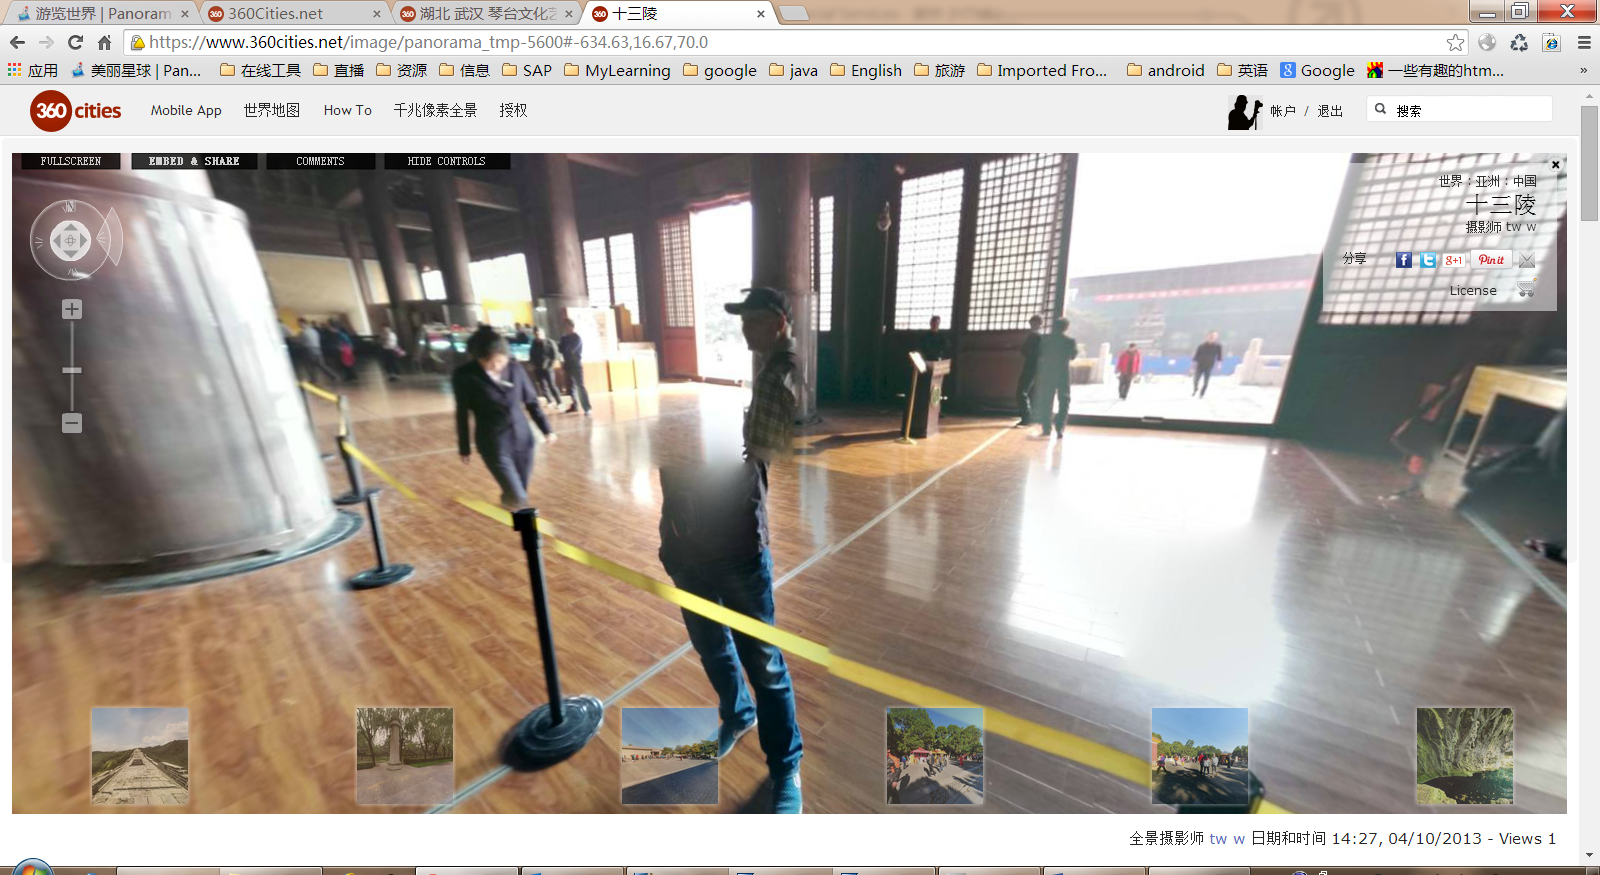 游览世界 | Panoram
360Cities.net
湖北 武汉 琴台文化艺
十三陵
https://www.360cities.net/image/panorama_tmp-5600#-634.63,16.67,70.0
应用 美丽星球 | Pan... 在线工具 直播 资源 信息 SAP MyLearning google java English 旅游 Imported Fro... android 英语 Google 一些有趣的htm... »
360 cities Mobile App 世界地图 How To 千兆像素全景 授权 帐户 / 退出 搜索
FULLSCREEN EMBED & SHARE COMMENTS HIDE CONTROLS
世界 : 亚洲 : 中国
十三陵
摄影师 tw w
分享 g+1 Pin it
License
全景摄影师 tw w 日期和时间 14:27, 04/10/2013 - Views 1